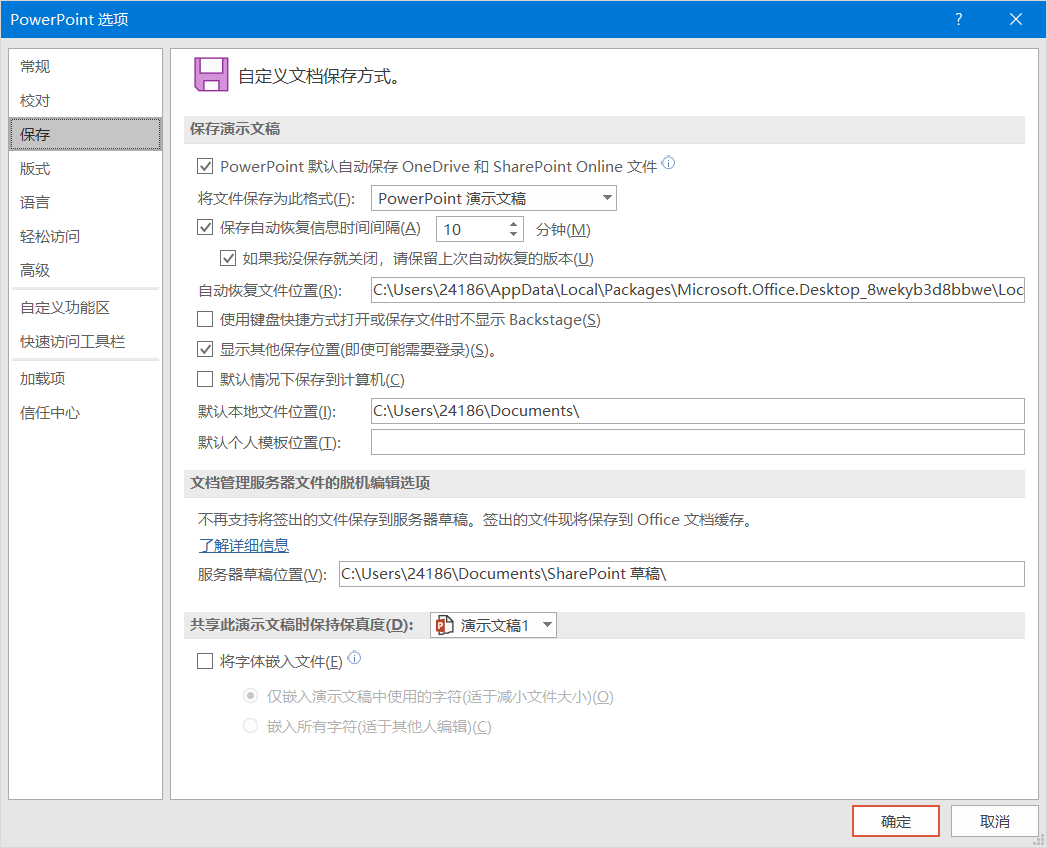 PowerPoint 选项
?
常规
校对
保存
版式
语言
轻松访问
高级
自定义功能区
快速访问工具栏
加载项
信任中心
自定义文档保存方式。
保存演示文稿
PowerPoint 默认自动保存 OneDrive 和 SharePoint Online 文件
将文件保存为此格式(F): PowerPoint 演示文稿
保存自动恢复信息时间间隔(A) 10 分钟(M)
如果我没保存就关闭，请保留上次自动恢复的版本(U)
自动恢复文件位置(R): C:\Users\24186\AppData\Local\Packages\Microsoft.Office.Desktop_8wekyb3d8bbwe\Loc
使用键盘快捷方式打开或保存文件时不显示 Backstage(S)
显示其他保存位置(即使可能需要登录)(S)。
默认情况下保存到计算机(C)
默认本地文件位置(I): C:\Users\24186\Documents\
默认个人模板位置(T):
文档管理服务器文件的脱机编辑选项
不再支持将签出的文件保存到服务器草稿。签出的文件现将保存到 Office 文档缓存。
了解详细信息
服务器草稿位置(V): C:\Users\24186\Documents\SharePoint 草稿\
共享此演示文稿时保持保真度(D): 演示文稿1
将字体嵌入文件(E)
仅嵌入演示文稿中使用的字符(适于减小文件大小)(O)
嵌入所有字符(适于其他人编辑)(C)
确定 取消